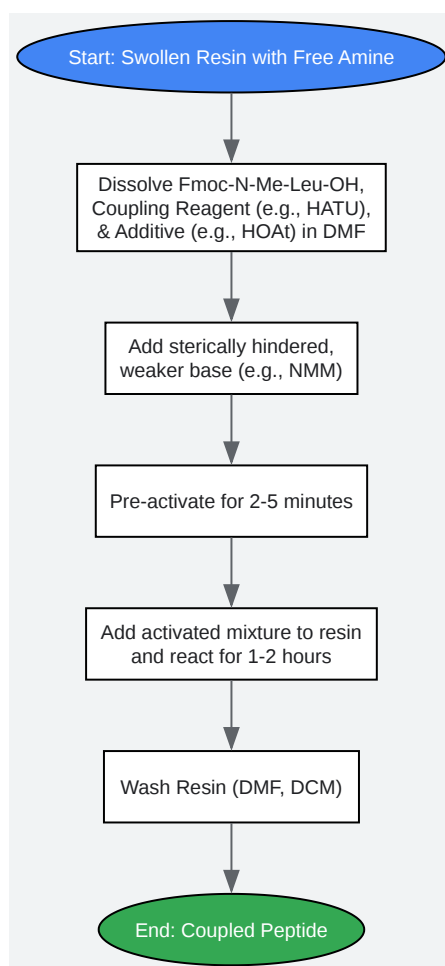 Start: Swollen Resin with Free Amine
Dissolve Fmoc-N-Me-Leu-OH,
Coupling Reagent (e.g., HATU),
& Additive (e.g., HOAt) in DMF
Add sterically hindered,
weaker base (e.g., NMM)
Pre-activate for 2-5 minutes
Add activated mixture to resin
and react for 1-2 hours
Wash Resin (DMF, DCM)
End: Coupled Peptide